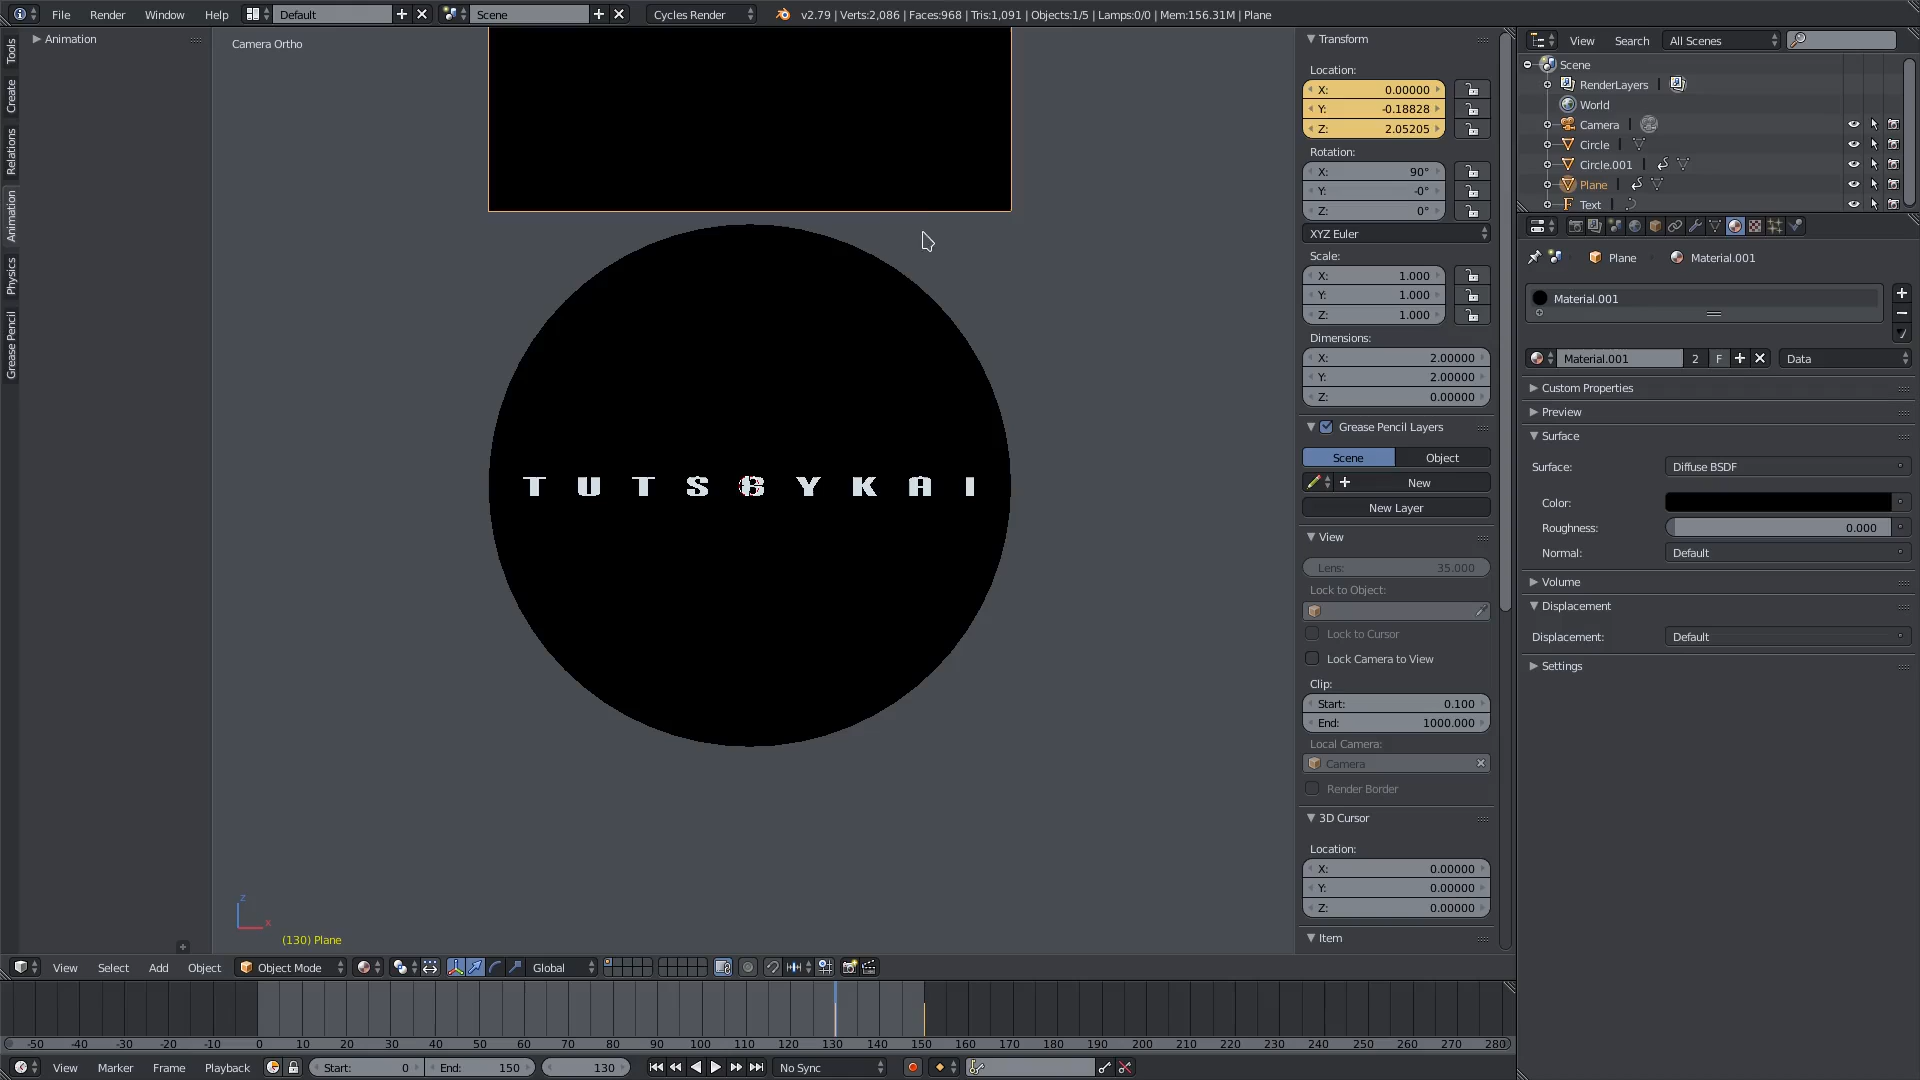 File Render Window Help Default Scene Cycles Render v2.79 | Verts:2,086 | Faces:968 | Tris:1,091 | Objects:1/5 | Lamps:0/0 | Mem:156.31M | Plane
Tools
Create
Relations
Animation
Physics
Grease Pencil
Animation
Camera Ortho
T U T S B Y K A I
(130) Plane
Transform
Location:
X: 0.00000
Y: -0.18828
Z: 2.05205
Rotation:
X: 90°
Y: -0°
Z: 0°
XYZ Euler
Scale:
X: 1.000
Y: 1.000
Z: 1.000
Dimensions:
X: 2.00000
Y: 2.00000
Z: 0.00000
Grease Pencil Layers
Scene Object
New
New Layer
View
Lens: 35.000
Lock to Object:
Lock to Cursor
Lock Camera to View
Clip:
Start: 0.100
End: 1000.000
Local Camera:
Camera
Render Border
3D Cursor
Location:
X: 0.00000
Y: 0.00000
Z: 0.00000
Item
View Search All Scenes
Scene
RenderLayers
World
Camera
Circle
Circle.001
Plane
Text
Plane Material.001
Material.001
Material.001 2 F Data
Custom Properties
Preview
Surface
Surface: Diffuse BSDF
Color:
Roughness: 0.000
Normal: Default
Volume
Displacement
Displacement: Default
Settings
View Select Add Object Object Mode Global
-50 -40 -30 -20 -10 0 10 20 30 40 50 60 70 80 90 100 110 120 130 140 150 160 170 180 190 200 210 220 230 240 250 260 270 280
View Marker Frame Playback Start: 0 End: 150 130 No Sync